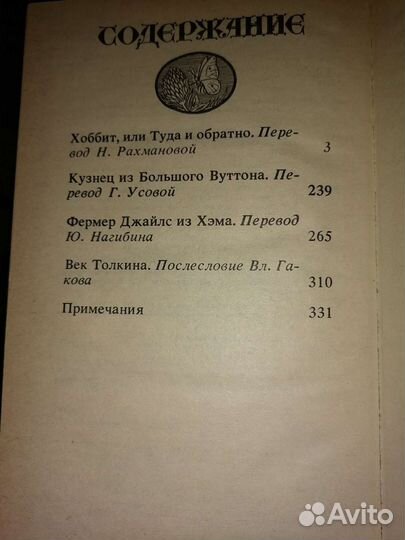 СОДЕРЖАНИЕ
Хоббит, или Туда и обратно. Пере-
вод Н. Рахмановой 3
Кузнец из Большого Вуттона. Пе-
ревод Г. Усовой 239
Фермер Джайлс из Хэма. Перевод
Ю. Нагибина 265
Век Толкина. Послесловие Вл. Га-
кова 310
Примечания 331
Avito